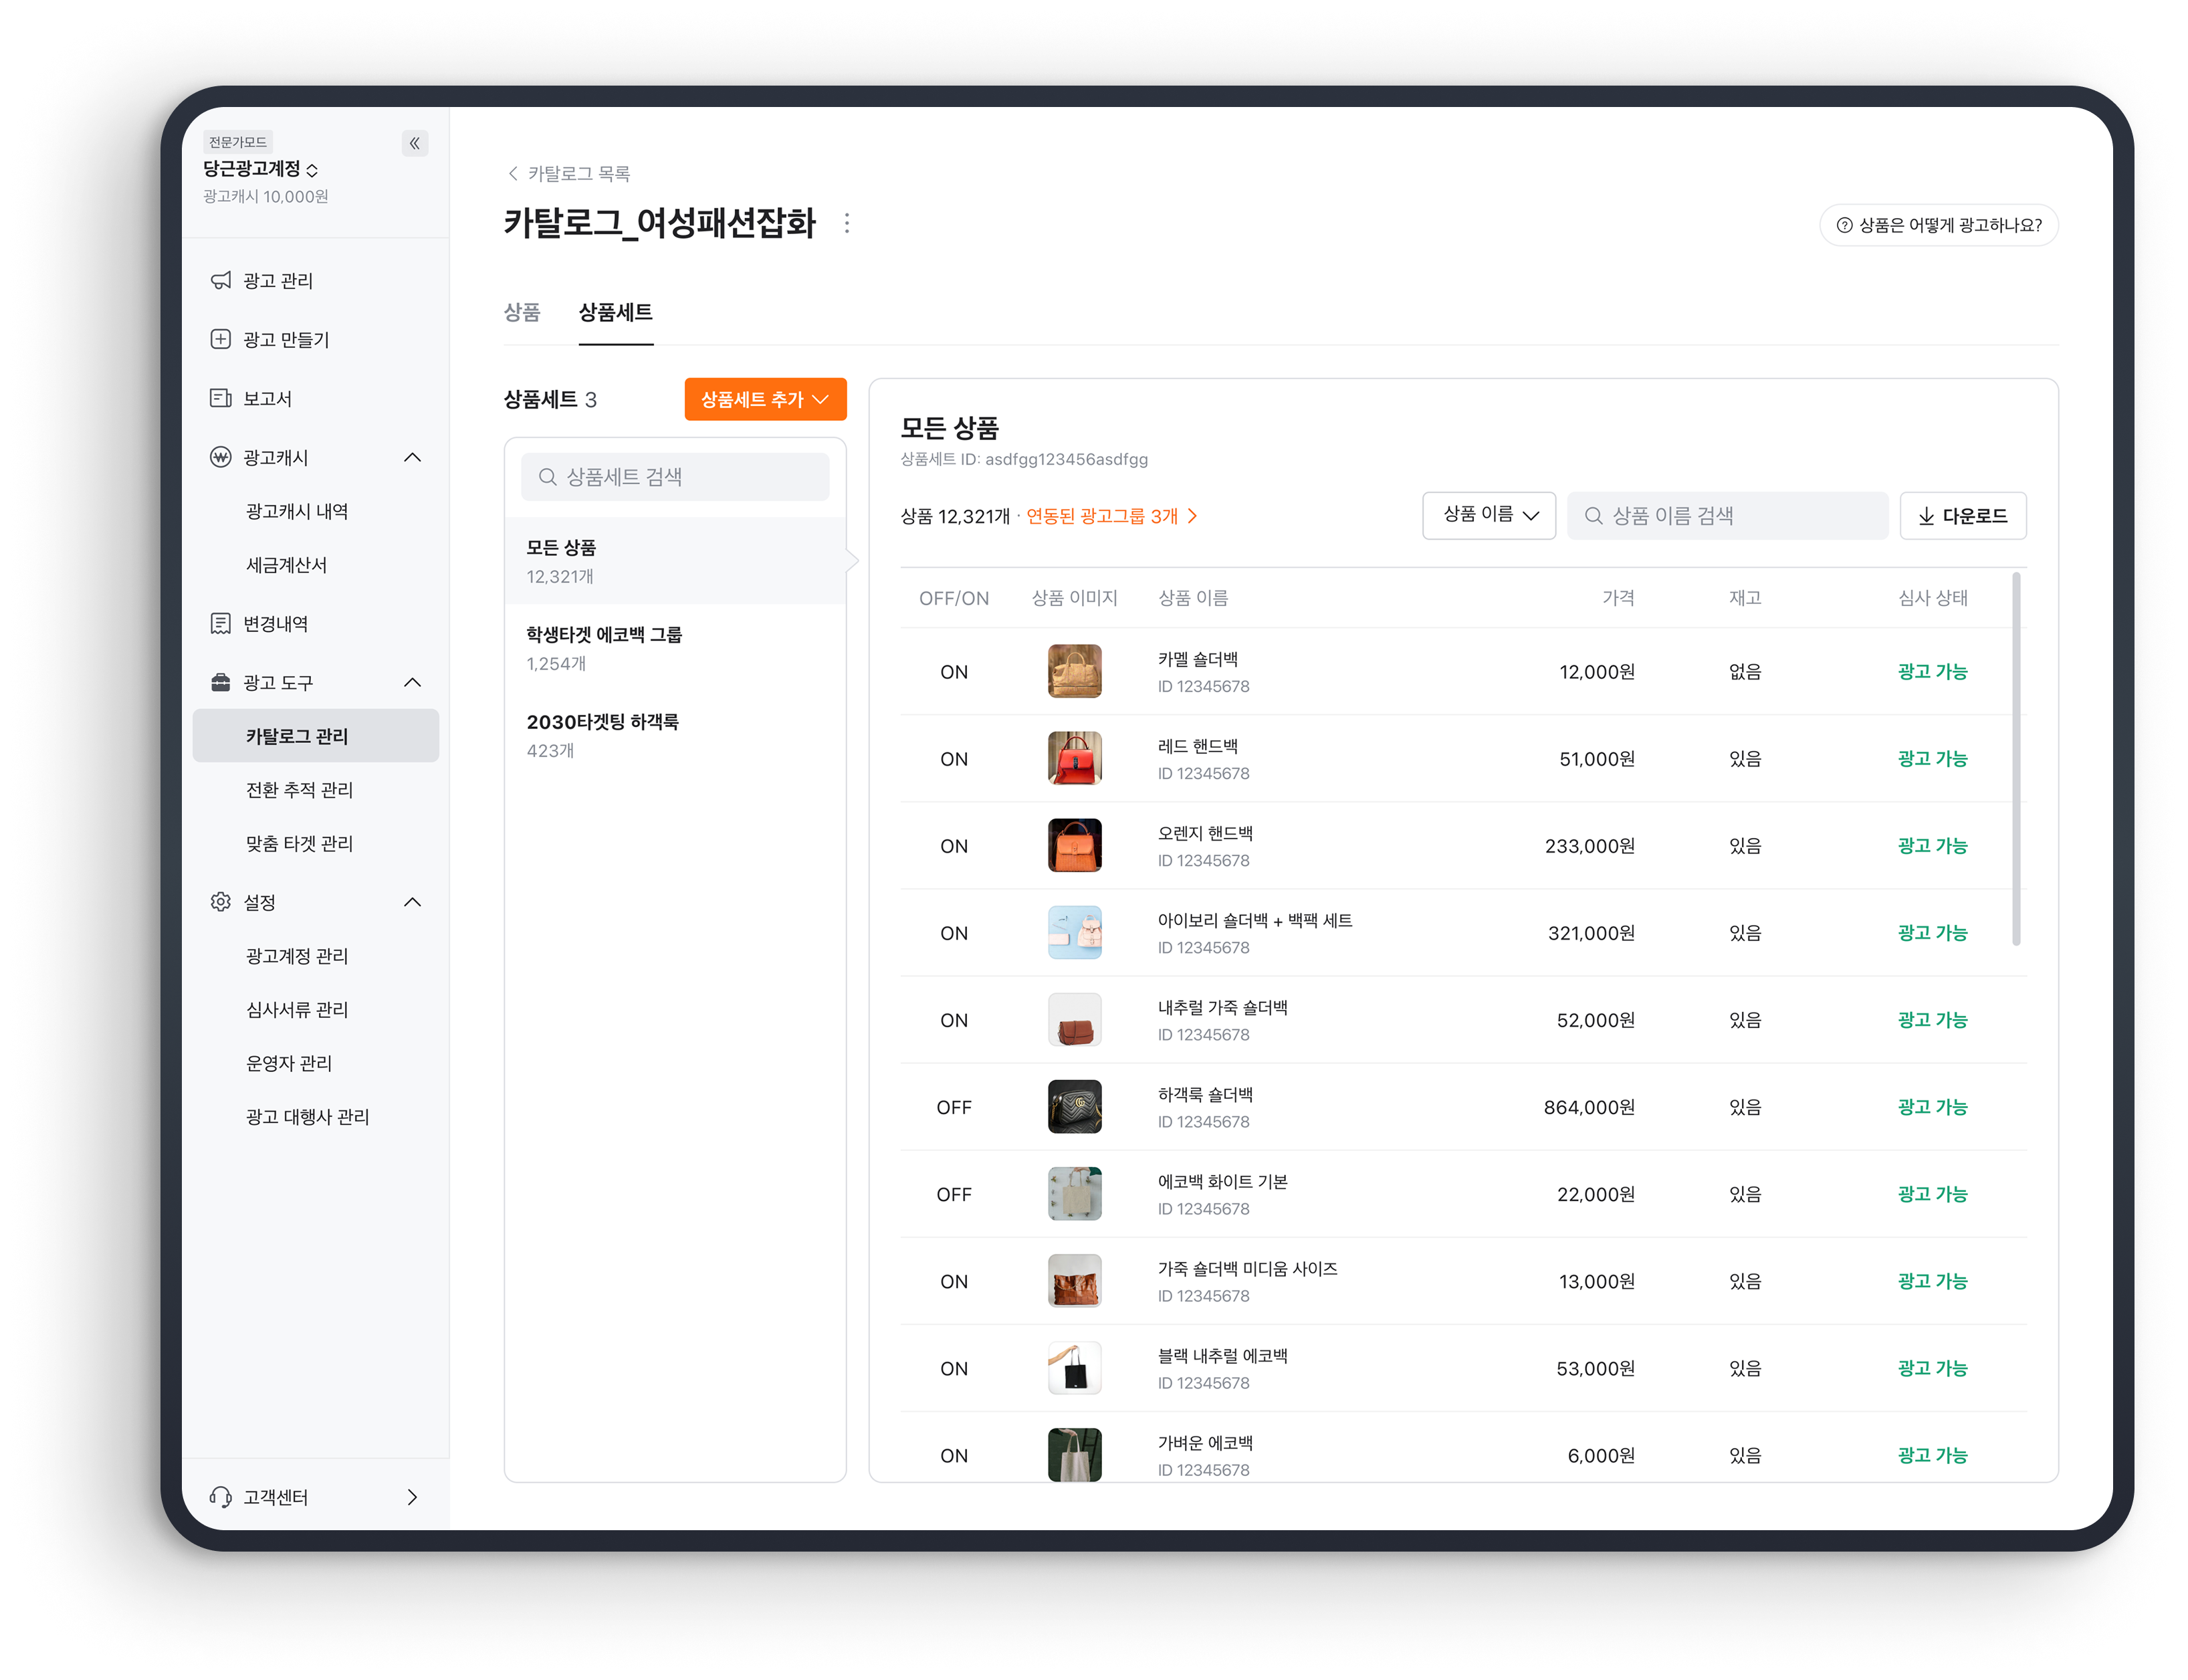 전문가모드
당근광고계정
광고캐시 10,000원
광고 관리
광고 만들기
보고서
광고캐시
광고캐시 내역
세금계산서
변경내역
광고 도구
카탈로그 관리
전환 추적 관리
맞춤 타겟 관리
설정
광고계정 관리
심사서류 관리
운영자 관리
광고 대행사 관리
고객센터
카탈로그 목록
카탈로그_여성패션잡화
상품은 어떻게 광고하나요?
상품 상품세트
상품세트 3
상품세트 추가
상품세트 검색
모든 상품
12,321개
학생타겟 에코백 그룹
1,254개
2030타겟팅 하객룩
423개
모든 상품
상품세트 ID: asdfgg123456asdfgg
상품 12,321개 · 연동된 광고그룹 3개
상품 이름
상품 이름 검색
다운로드
OFF/ON 상품 이미지 상품 이름 가격 재고 심사 상태
ON 카멜 숄더백 12,000원 없음 광고 가능
ID 12345678
ON 레드 핸드백 51,000원 있음 광고 가능
ID 12345678
ON 오렌지 핸드백 233,000원 있음 광고 가능
ID 12345678
ON 아이보리 숄더백 + 백팩 세트 321,000원 있음 광고 가능
ID 12345678
ON 내추럴 가죽 숄더백 52,000원 있음 광고 가능
ID 12345678
OFF 하객룩 숄더백 864,000원 있음 광고 가능
ID 12345678
OFF 에코백 화이트 기본 22,000원 있음 광고 가능
ID 12345678
ON 가죽 숄더백 미디움 사이즈 13,000원 있음 광고 가능
ID 12345678
ON 블랙 내추럴 에코백 53,000원 있음 광고 가능
ID 12345678
ON 가벼운 에코백 6,000원 있음 광고 가능
ID 12345678